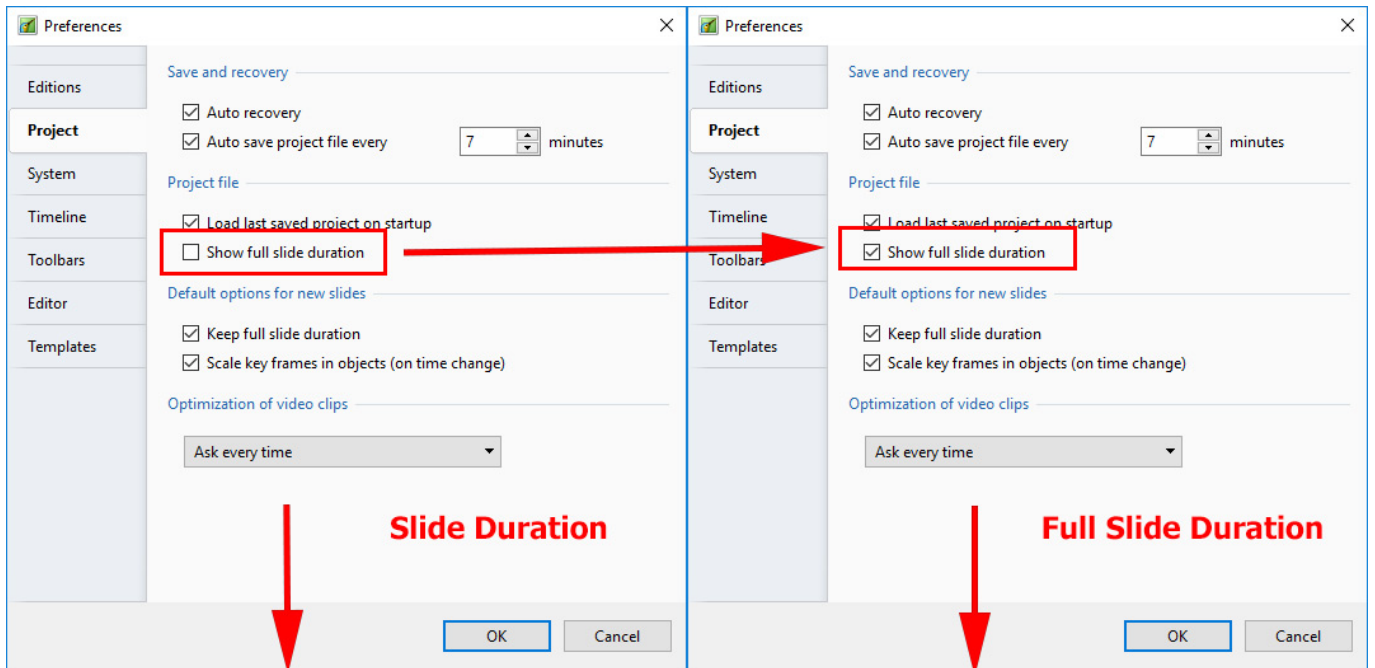 Preferences
Editions
Project
System
Timeline
Toolbars
Editor
Templates
Save and recovery
Auto recovery
Auto save project file every 7 minutes
Project file
Load last saved project on startup
Show full slide duration
Default options for new slides
Keep full slide duration
Scale key frames in objects (on time change)
Optimization of video clips
Ask every time
Slide Duration
OK Cancel
Preferences
Editions
Project
System
Timeline
Toolbars
Editor
Templates
Save and recovery
Auto recovery
Auto save project file every 7 minutes
Project file
Load last saved project on startup
Show full slide duration
Default options for new slides
Keep full slide duration
Scale key frames in objects (on time change)
Optimization of video clips
Ask every time
Full Slide Duration
OK Cancel